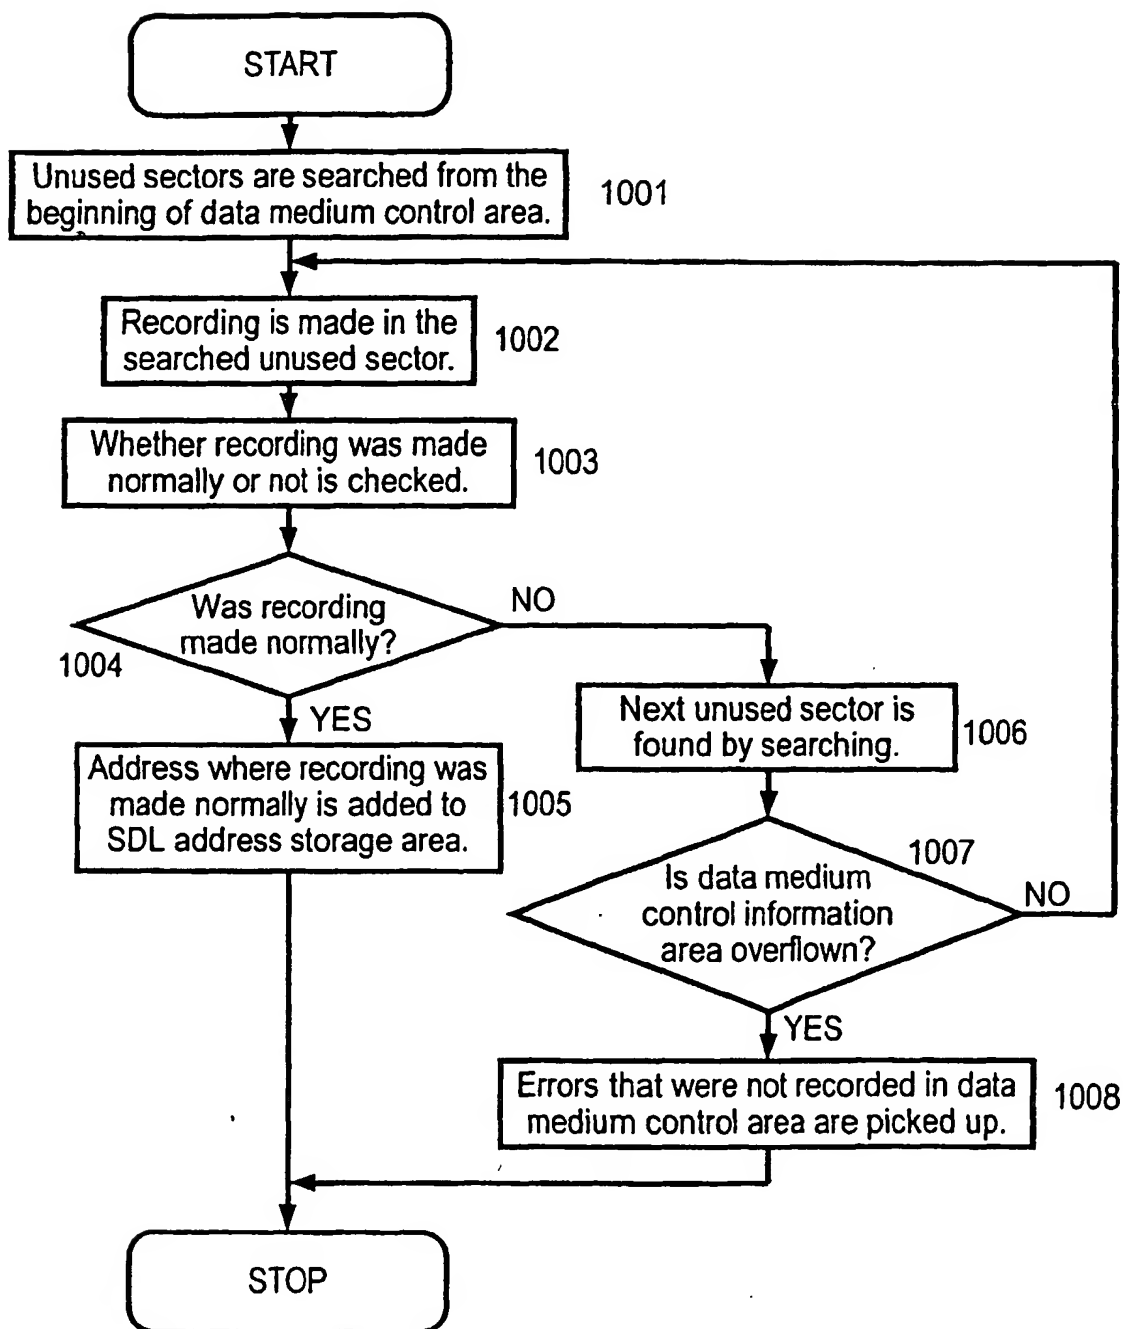 START
Unused sectors are searched from the
beginning of data medium control area.
1001
Recording is made in the
searched unused sector.
1002
Whether recording was made
normally or not is checked.
1003
Was recording
made normally?
1004
NO
YES
Address where recording was
made normally is added to
SDL address storage area.
1005
Next unused sector is
found by searching.
1006
Is data medium
control information
area overflown?
1007
NO
YES
Errors that were not recorded in data
medium control area are picked up.
1008
STOP